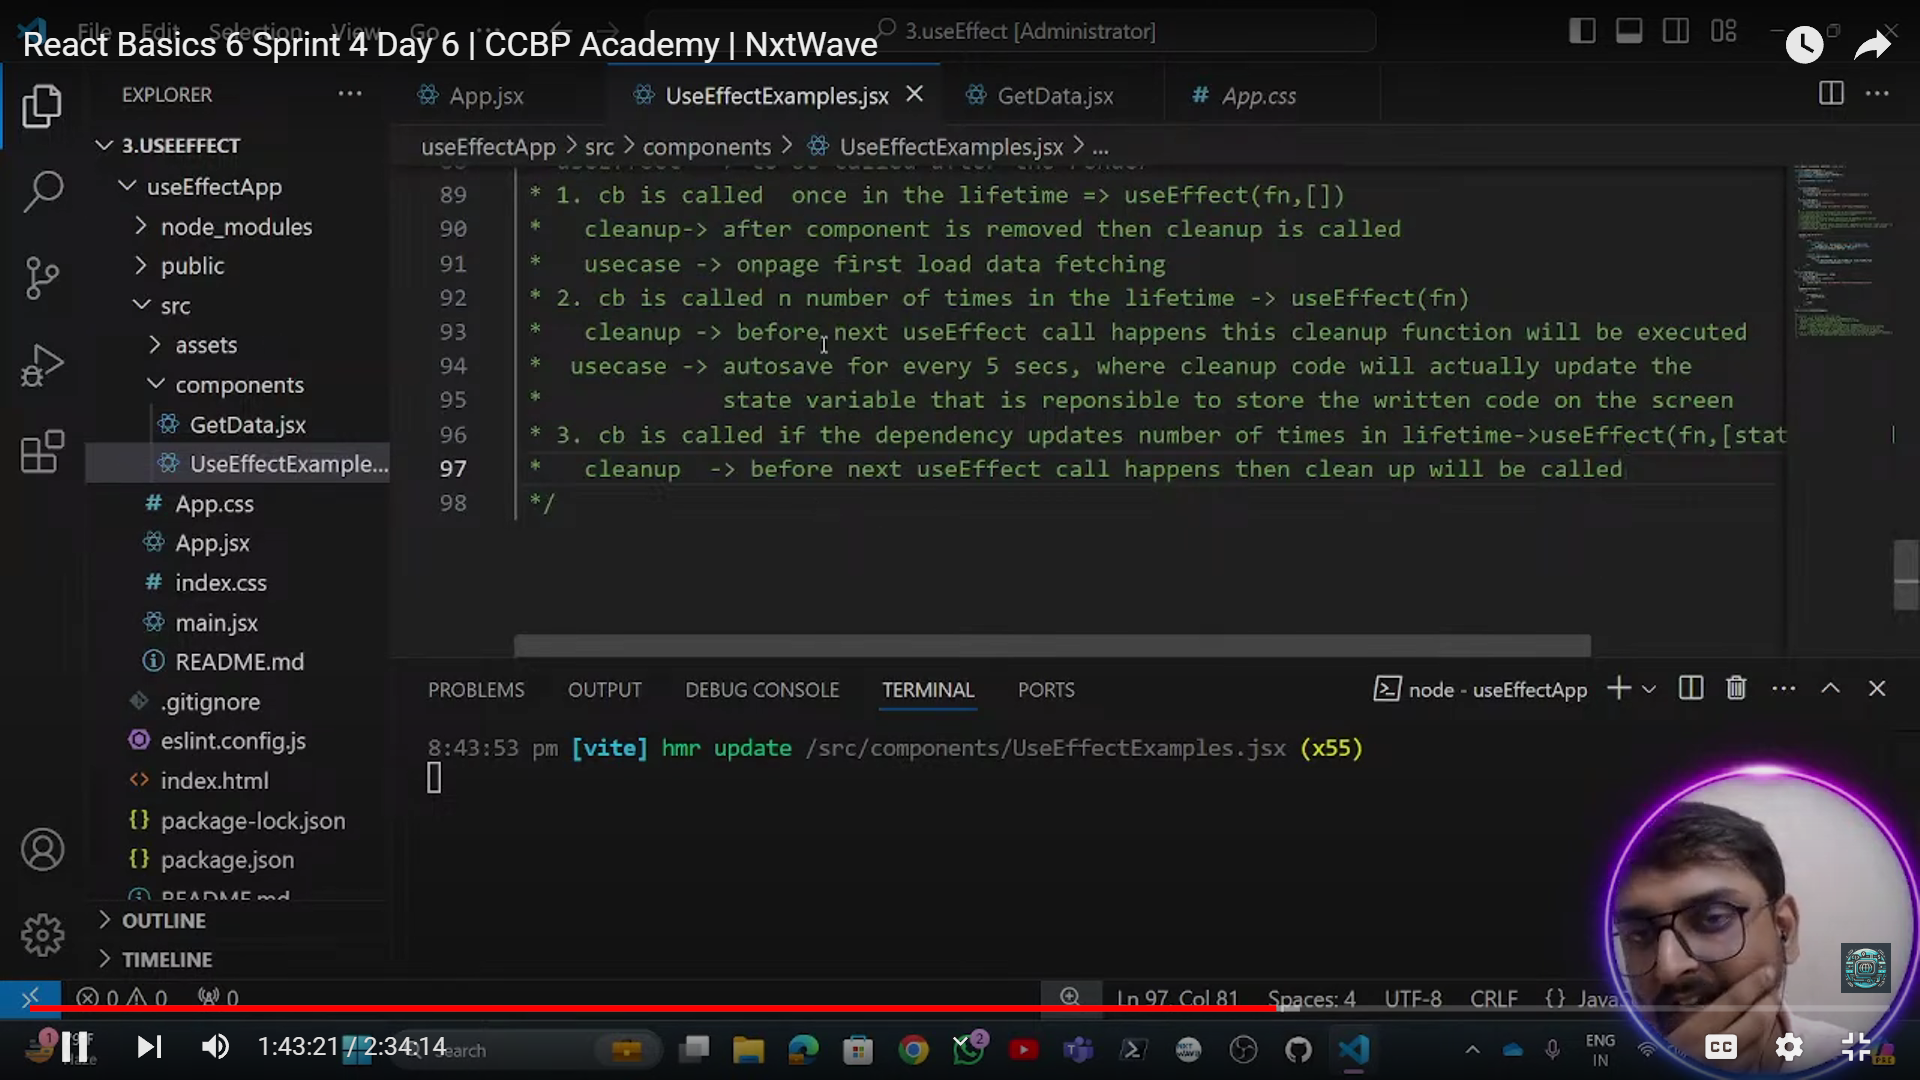 File Edit Selection View Go
3.useEffect [Administrator]
React Basics 6 Sprint 4 Day 6 | CCBP Academy | NxtWave
EXPLORER
App.jsx
UseEffectExamples.jsx
GetData.jsx
# App.css
3.USEEFFECT
useEffectApp > src > components > UseEffectExamples.jsx > ...
useEffectApp
node_modules
public
src
assets
components
GetData.jsx
UseEffectExample...
# App.css
App.jsx
# index.css
main.jsx
README.md
.gitignore
eslint.config.js
<> index.html
{} package-lock.json
{} package.json
README.md
OUTLINE
TIMELINE
89 * 1. cb is called once in the lifetime => useEffect(fn,[])
90 * cleanup-> after component is removed then cleanup is called
91 * usecase -> onpage first load data fetching
92 * 2. cb is called n number of times in the lifetime -> useEffect(fn)
93 * cleanup -> before next useEffect call happens this cleanup function will be executed
94 * usecase -> autosave for every 5 secs, where cleanup code will actually update the
95 * state variable that is reponsible to store the written code on the screen
96 * 3. cb is called if the dependency updates number of times in lifetime->useEffect(fn,[stat
97 * cleanup -> before next useEffect call happens then clean up will be called
98 */
PROBLEMS OUTPUT DEBUG CONSOLE TERMINAL PORTS
node - useEffectApp
8:43:53 pm [vite] hmr update /src/components/UseEffectExamples.jsx (x55)
0 0 0
Ln 97, Col 81 Spaces: 4 UTF-8 CRLF {}
1:43:21 / 2:34:14
2
ENG
IN
CC